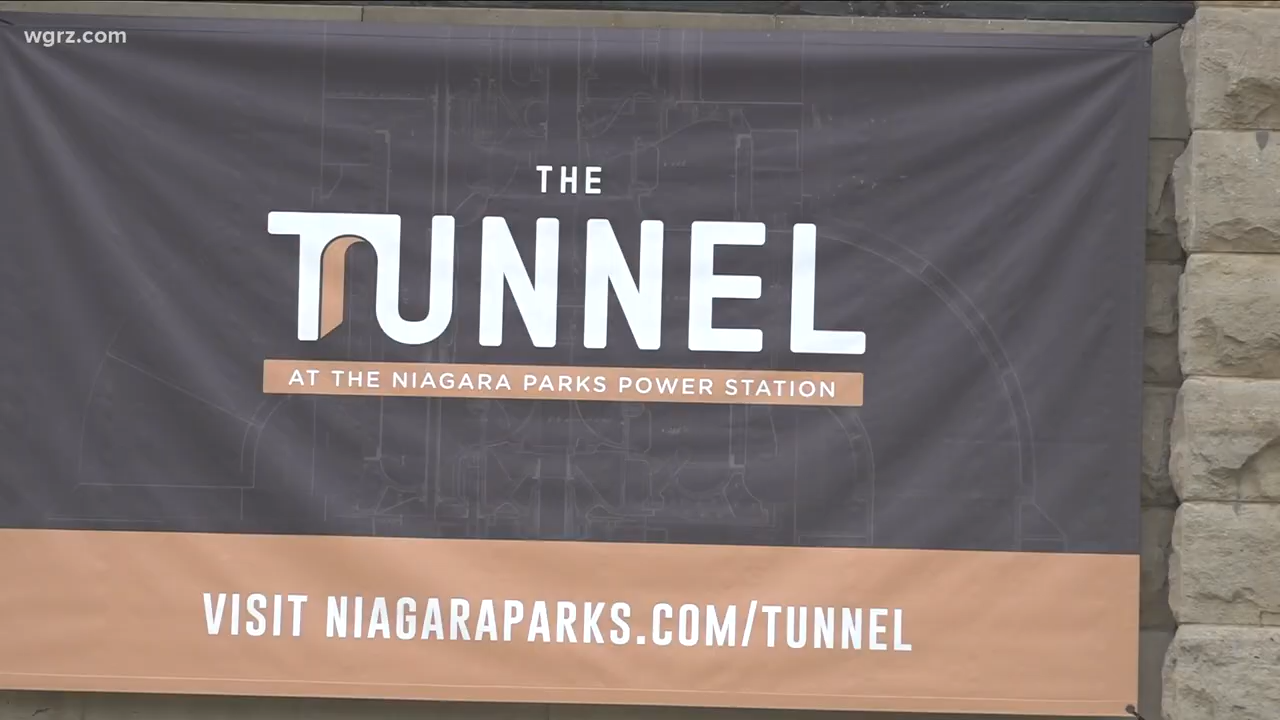 wgrz.com
THE
TUNNEL
AT THE NIAGARA PARKS POWER STATION
VISIT NIAGARAPARKS.COM/TUNNEL